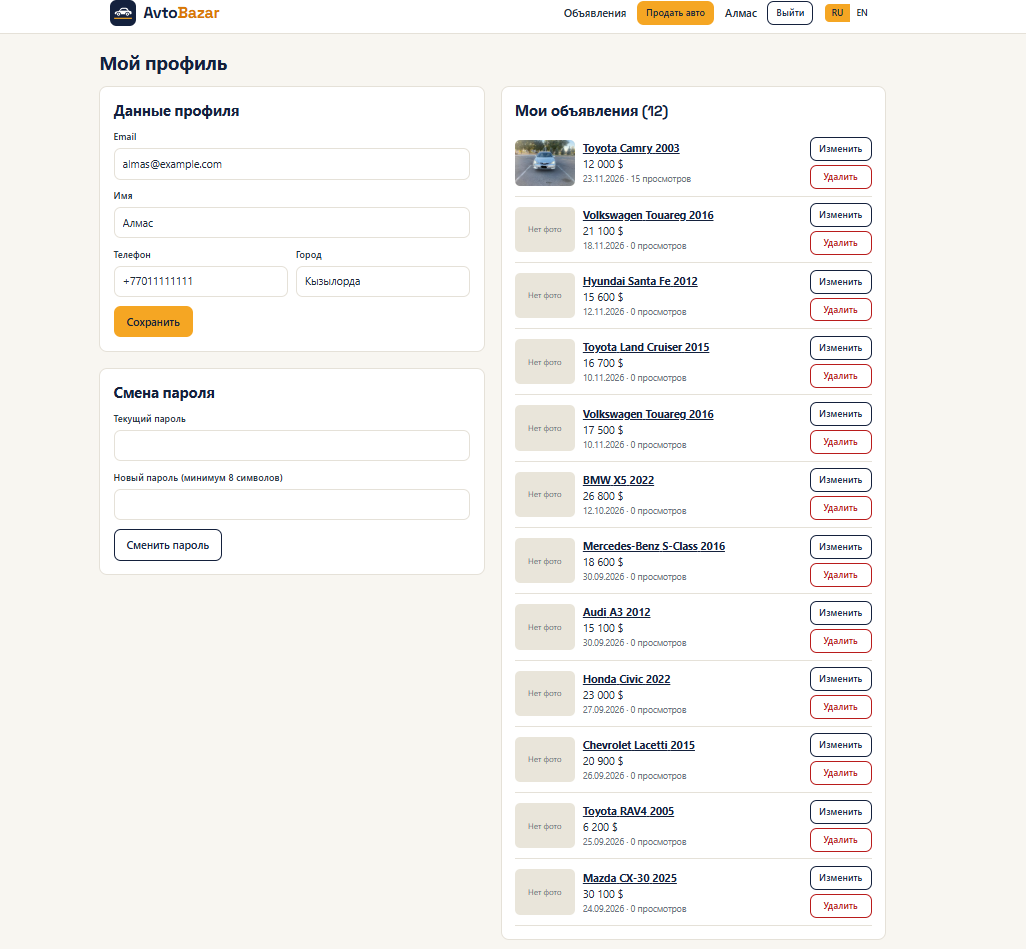 AvtoBazar
Объявления Продать авто Алмас Выйти RU EN
Мой профиль
Данные профиля
Email
almas@example.com
Имя
Алмас
Телефон Город
+77011111111 Кызылорда
Сохранить
Смена пароля
Текущий пароль
Новый пароль (минимум 8 символов)
Сменить пароль
Мои объявления (12)
Toyota Camry 2003
12 000 $
23.11.2026 · 15 просмотров
Изменить
Удалить
Нет фото
Volkswagen Touareg 2016
21 100 $
18.11.2026 · 0 просмотров
Изменить
Удалить
Нет фото
Hyundai Santa Fe 2012
15 600 $
12.11.2026 · 0 просмотров
Изменить
Удалить
Нет фото
Toyota Land Cruiser 2015
16 700 $
10.11.2026 · 0 просмотров
Изменить
Удалить
Нет фото
Volkswagen Touareg 2016
17 500 $
10.11.2026 · 0 просмотров
Изменить
Удалить
Нет фото
BMW X5 2022
26 800 $
12.10.2026 · 0 просмотров
Изменить
Удалить
Нет фото
Mercedes-Benz S-Class 2016
18 600 $
30.09.2026 · 0 просмотров
Изменить
Удалить
Нет фото
Audi A3 2012
15 100 $
30.09.2026 · 0 просмотров
Изменить
Удалить
Нет фото
Honda Civic 2022
23 000 $
27.09.2026 · 0 просмотров
Изменить
Удалить
Нет фото
Chevrolet Lacetti 2015
20 900 $
26.09.2026 · 0 просмотров
Изменить
Удалить
Нет фото
Toyota RAV4 2005
6 200 $
25.09.2026 · 0 просмотров
Изменить
Удалить
Нет фото
Mazda CX-30 2025
30 100 $
24.09.2026 · 0 просмотров
Изменить
Удалить